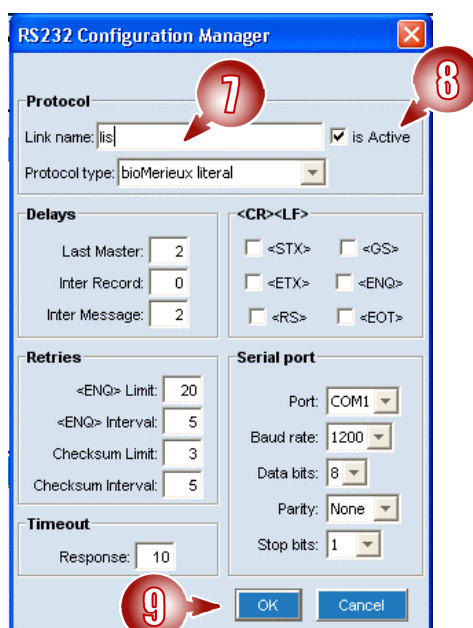 RS232 Configuration Manager
7
8
Protocol
Link name: lis
is Active
Protocol type: bioMerieux literal
Delays
Last Master: 2
Inter Record: 0
Inter Message: 2
<CR><LF>
<STX> <GS>
<ETX> <ENQ>
<RS> <EOT>
Retries
<ENQ> Limit: 20
<ENQ> Interval: 5
Checksum Limit: 3
Checksum Interval: 5
Serial port
Port: COM1
Baud rate: 1200
Data bits: 8
Parity: None
Stop bits: 1
Timeout
Response: 10
9
OK Cancel